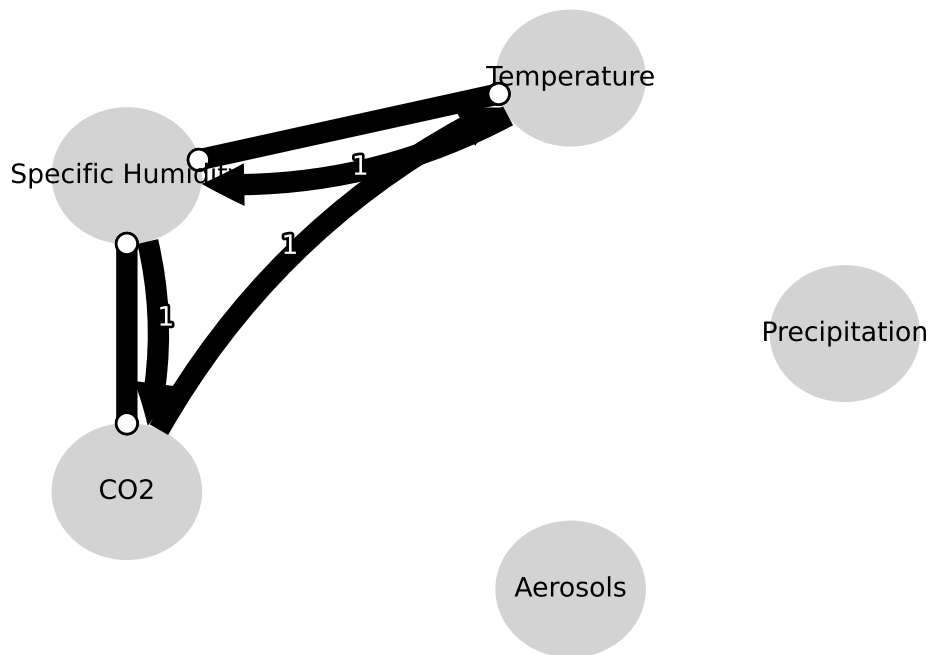 Temperature
Specific Humidity
1
1
1
Precipitation
CO2
Aerosols